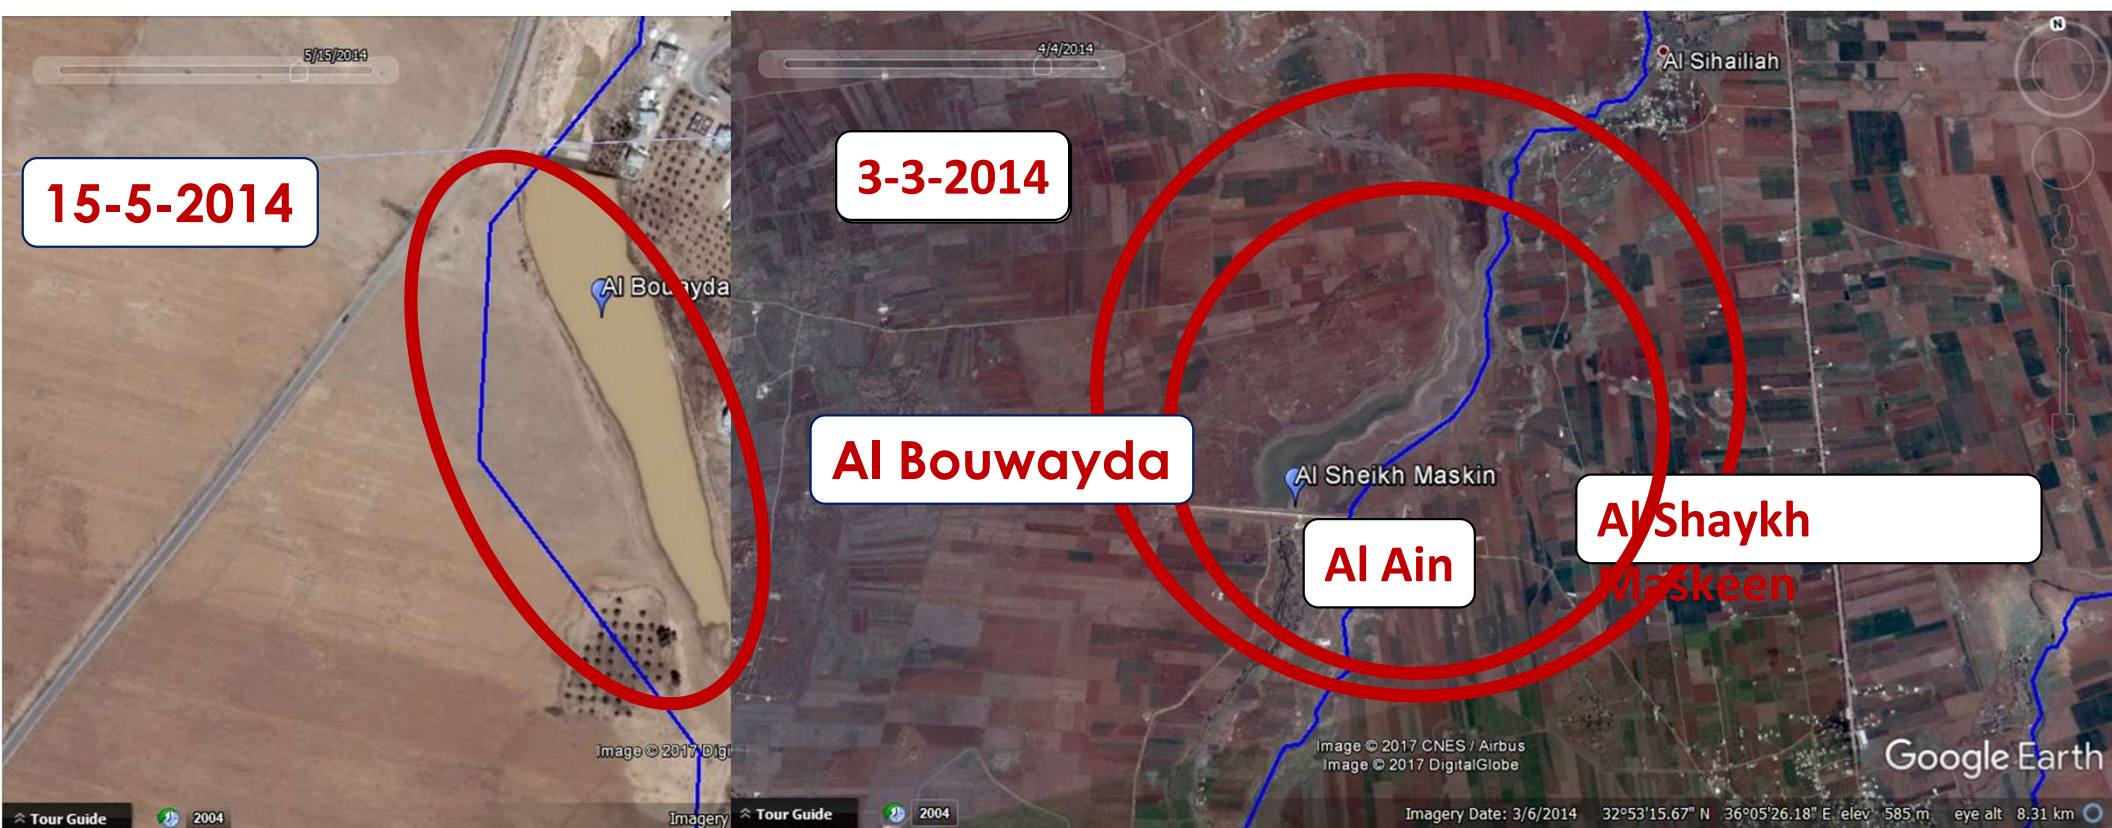 5/15/2014
15-5-2014
Al Bouayda
Image © 2017 Digi
Tour Guide
2004
Imagery
4/4/2014
Al Sihailiah
N
3-3-2014
Al Bouwayda
Al Sheikh Maskin
Al Ain
Al Shaykh
Maskeen
Image © 2017 CNES / Airbus
Image © 2017 DigitalGlobe
Google Earth
Tour Guide
2004
Imagery Date: 3/6/2014 32°53'15.67" N 36°05'26.18" E elev 585 m eye alt 8.31 km